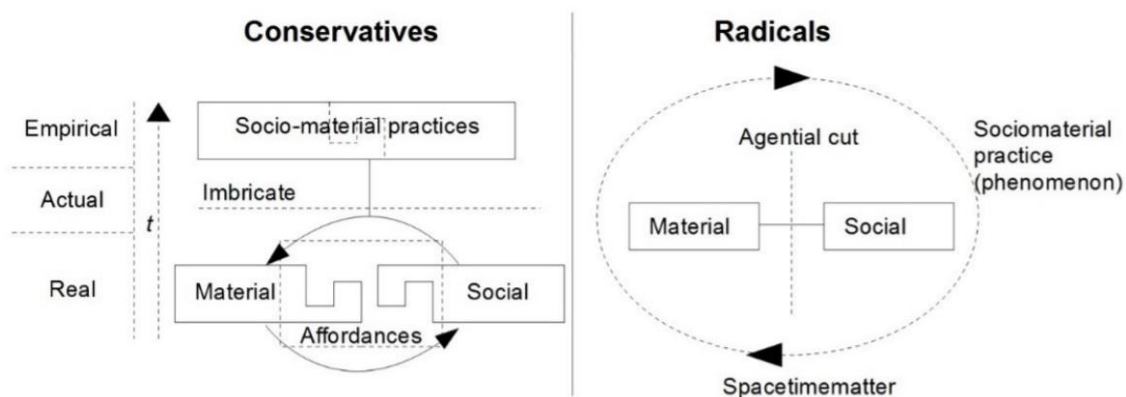 Conservatives
Empirical
Actual
Real
t
Socio-material practices
Imbricate
Material
Social
Affordances
Radicals
Agential cut
Sociomaterial
practice
(phenomenon)
Material
Social
Spacetimematter